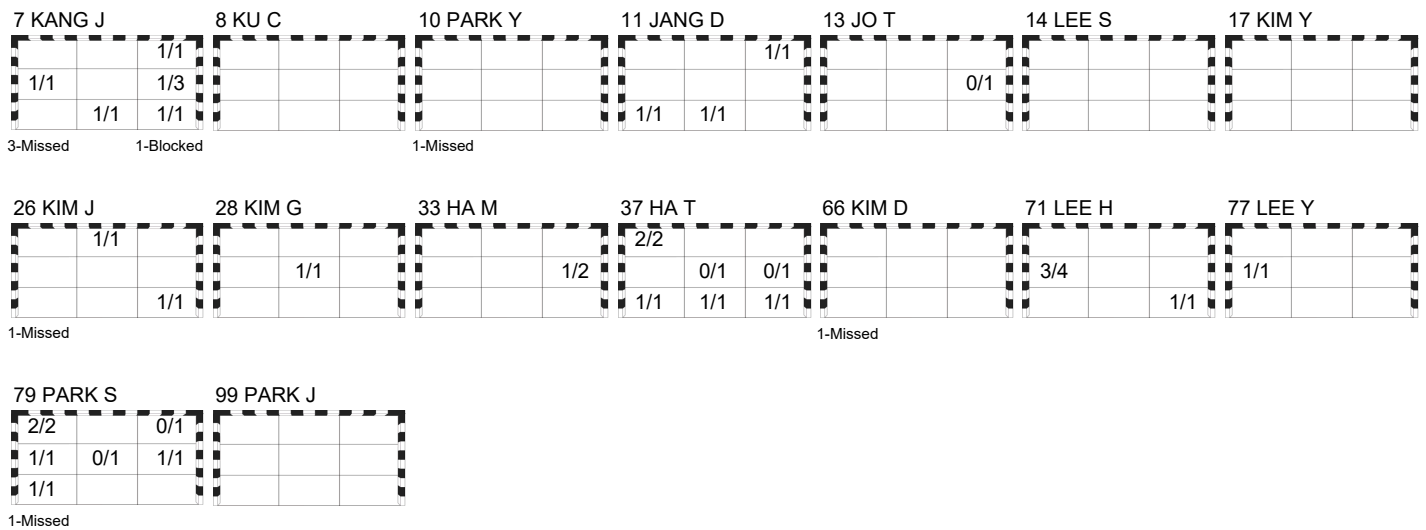 7 KANG J 8 KU C 10 PARK Y 11 JANG D 13 JO T 14 LEE S 17 KIM Y
1/1 1/1
1/1 1/3 0/1
1/1 1/1 1/1 1/1
3-Missed 1-Blocked 1-Missed
26 KIM J 28 KIM G 33 HA M 37 HA T 66 KIM D 71 LEE H 77 LEE Y
1/1 2/2
1/1 1/2 0/1 0/1 3/4 1/1
1/1 1/1 1/1 1/1 1/1
1-Missed 1-Missed
79 PARK S 99 PARK J
2/2 0/1
1/1 0/1 1/1
1/1
1-Missed